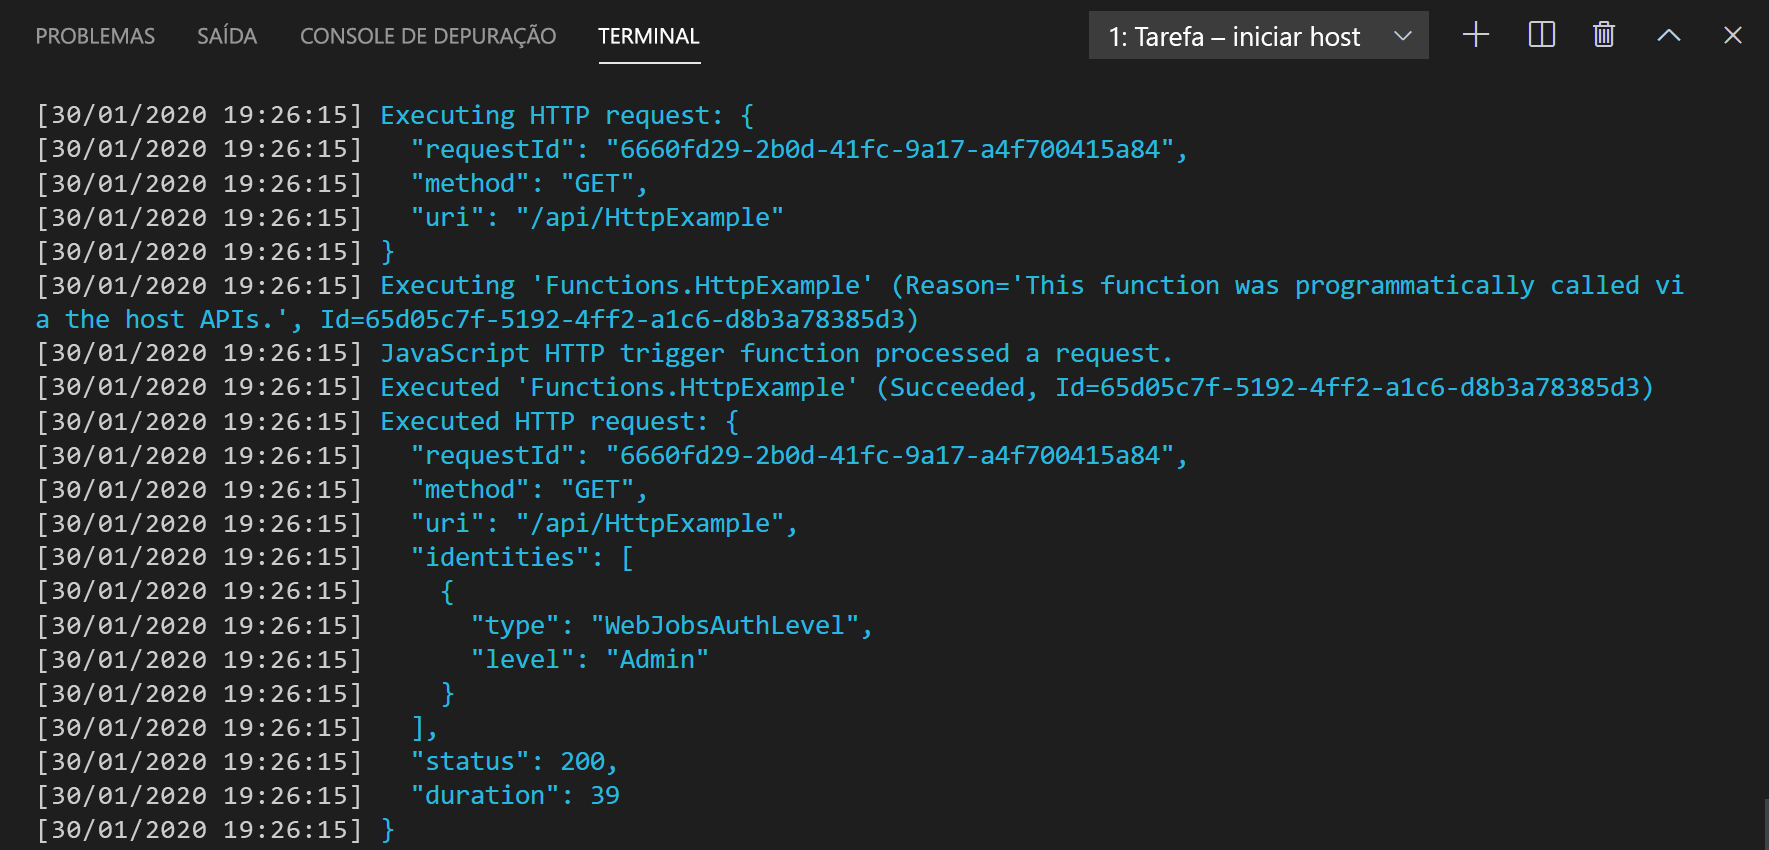 PROBLEMAS SAÍDA CONSOLE DE DEPURAÇÃO TERMINAL 1: Tarefa – iniciar host
[30/01/2020 19:26:15] Executing HTTP request: {
[30/01/2020 19:26:15]   "requestId": "6660fd29-2b0d-41fc-9a17-a4f700415a84",
[30/01/2020 19:26:15]   "method": "GET",
[30/01/2020 19:26:15]   "uri": "/api/HttpExample"
[30/01/2020 19:26:15] }
[30/01/2020 19:26:15] Executing 'Functions.HttpExample' (Reason='This function was programmatically called vi
a the host APIs.', Id=65d05c7f-5192-4ff2-a1c6-d8b3a78385d3)
[30/01/2020 19:26:15] JavaScript HTTP trigger function processed a request.
[30/01/2020 19:26:15] Executed 'Functions.HttpExample' (Succeeded, Id=65d05c7f-5192-4ff2-a1c6-d8b3a78385d3)
[30/01/2020 19:26:15] Executed HTTP request: {
[30/01/2020 19:26:15]   "requestId": "6660fd29-2b0d-41fc-9a17-a4f700415a84",
[30/01/2020 19:26:15]   "method": "GET",
[30/01/2020 19:26:15]   "uri": "/api/HttpExample",
[30/01/2020 19:26:15]   "identities": [
[30/01/2020 19:26:15]     {
[30/01/2020 19:26:15]       "type": "WebJobsAuthLevel",
[30/01/2020 19:26:15]       "level": "Admin"
[30/01/2020 19:26:15]     }
[30/01/2020 19:26:15]   ],
[30/01/2020 19:26:15]   "status": 200,
[30/01/2020 19:26:15]   "duration": 39
[30/01/2020 19:26:15] }